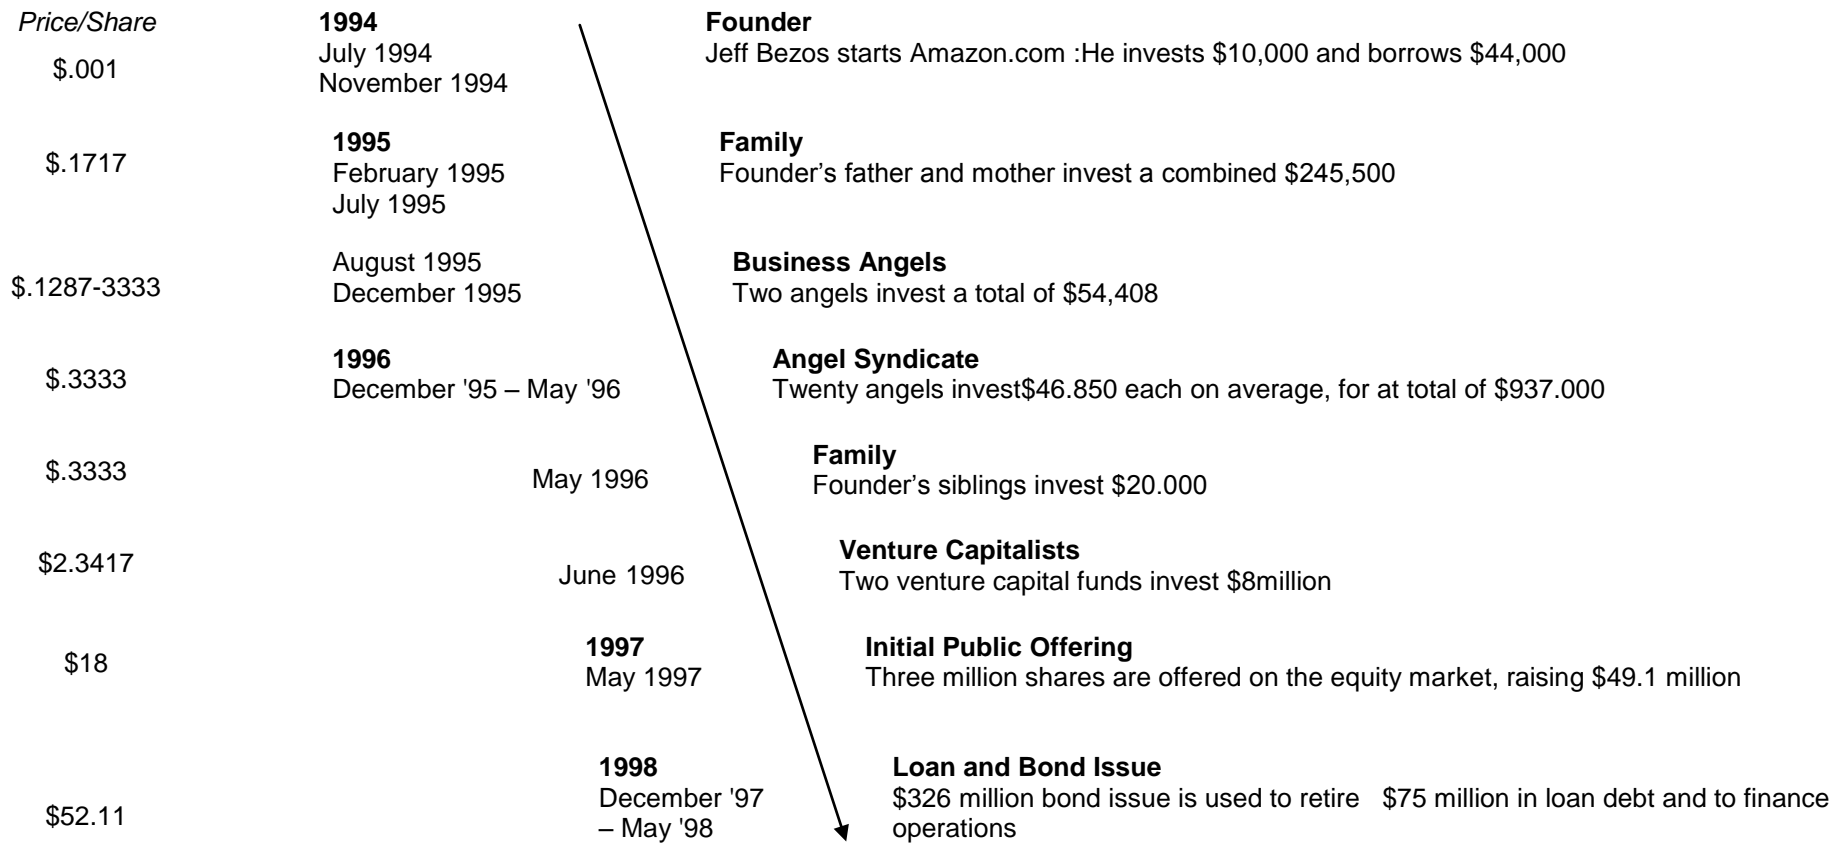 Price/Share
1994
Founder
$.001
July 1994
Jeff Bezos starts Amazon.com :He invests $10,000 and borrows $44,000
November 1994
$.1717
1995
Family
February 1995
Founder’s father and mother invest a combined $245,500
July 1995
$.1287-3333
August 1995
Business Angels
December 1995
Two angels invest a total of $54,408
$.3333
1996
Angel Syndicate
December '95 – May '96
Twenty angels invest$46.850 each on average, for at total of $937.000
$.3333
May 1996
Family
Founder’s siblings invest $20.000
$2.3417
June 1996
Venture Capitalists
Two venture capital funds invest $8million
$18
1997
Initial Public Offering
May 1997
Three million shares are offered on the equity market, raising $49.1 million
$52.11
1998
Loan and Bond Issue
December '97
$326 million bond issue is used to retire   $75 million in loan debt and to finance
– May '98
operations